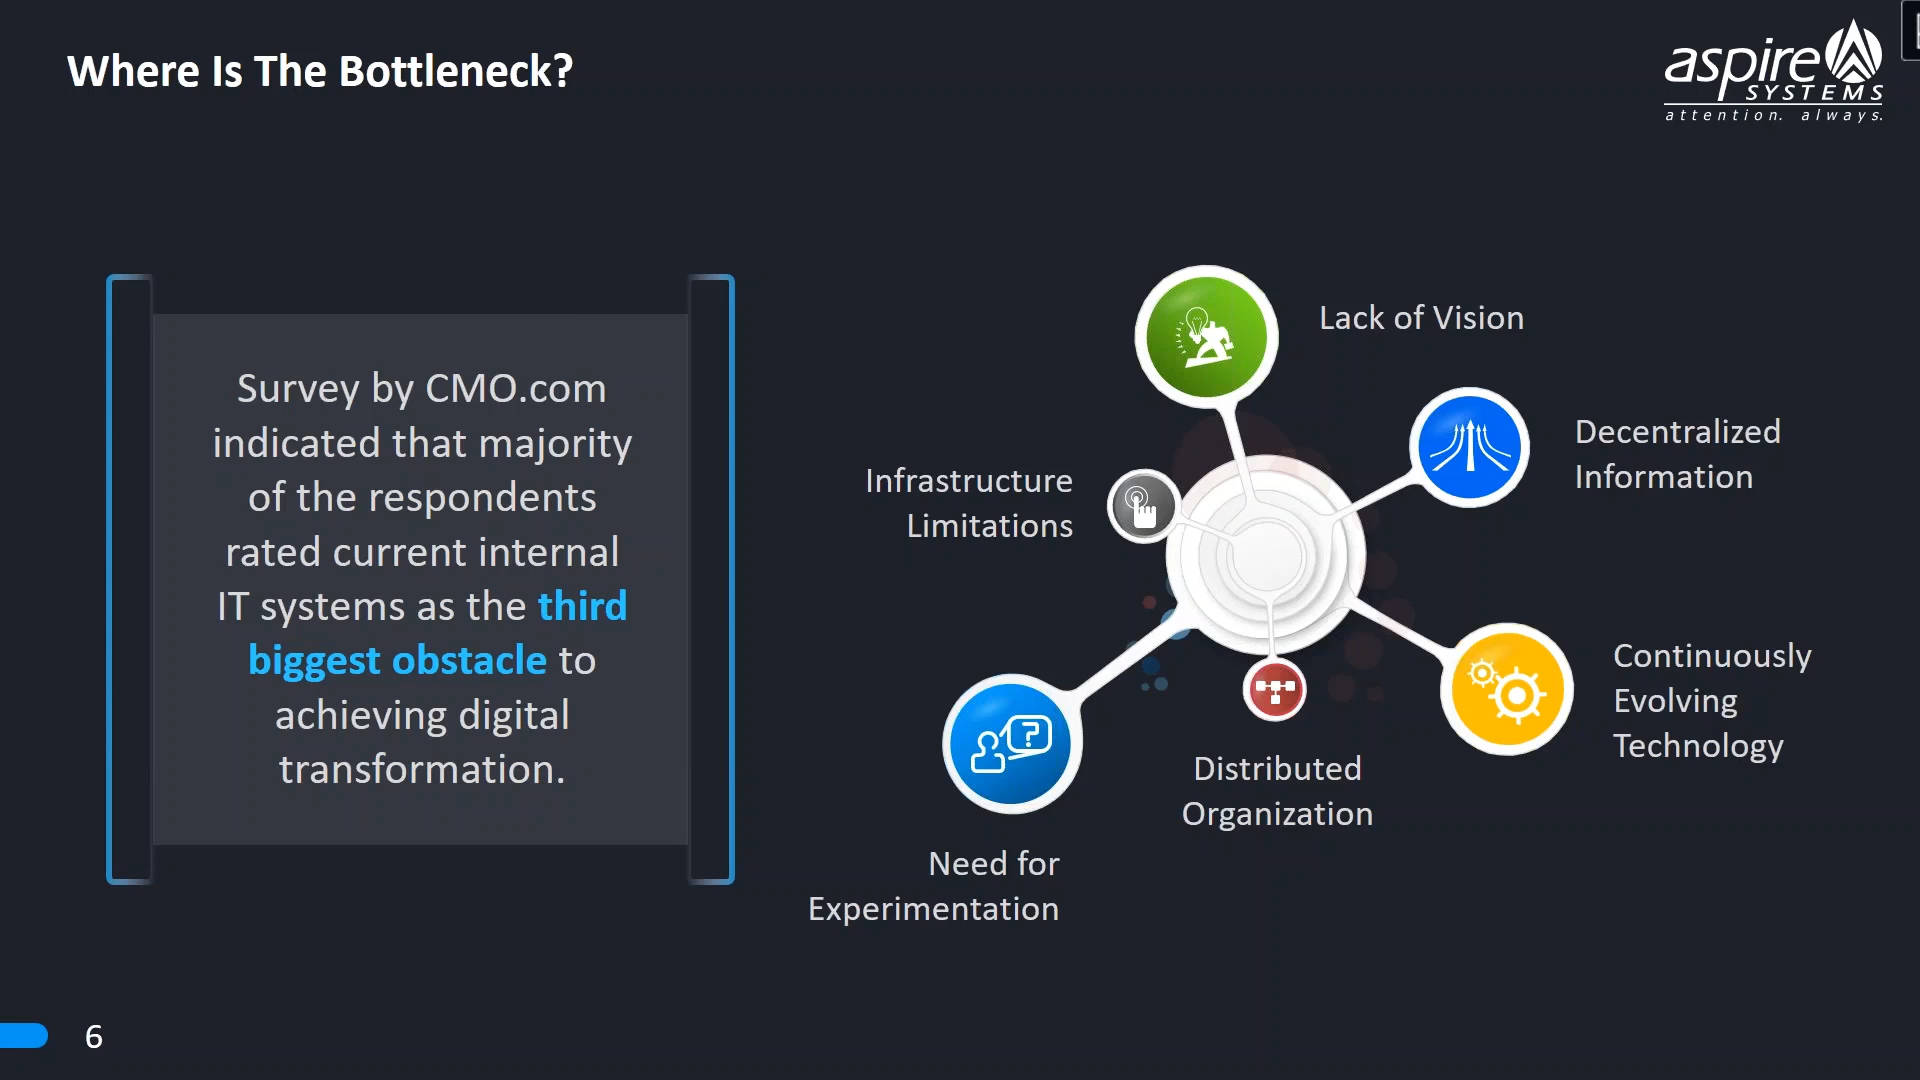 Where Is The Bottleneck?
aspire
SYSTEMS
attention. always.
Survey by CMO.com
indicated that majority
of the respondents
rated current internal
IT systems as the third
biggest obstacle to
achieving digital
transformation.
Lack of Vision
Decentralized
Information
Infrastructure
Limitations
Continuously
Evolving
Technology
?
Distributed
Organization
Need for
Experimentation
6